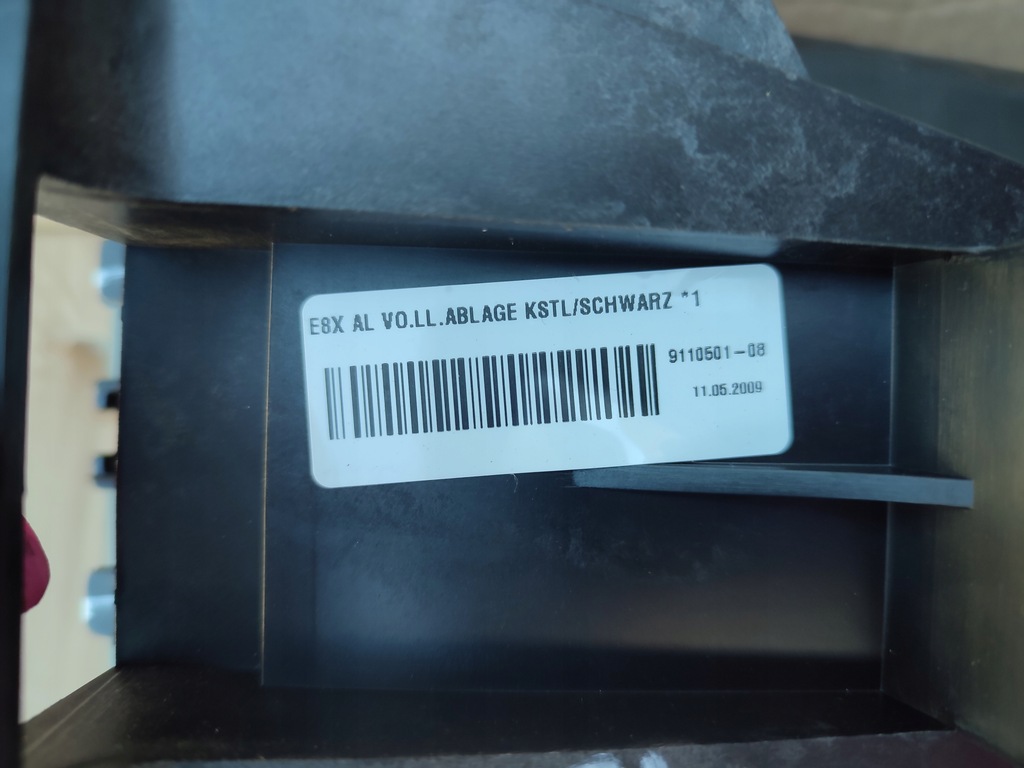 E8X AL VO.LL.ABLAGE KSTL/SCHWARZ *1
9110501-08
11.05.2009